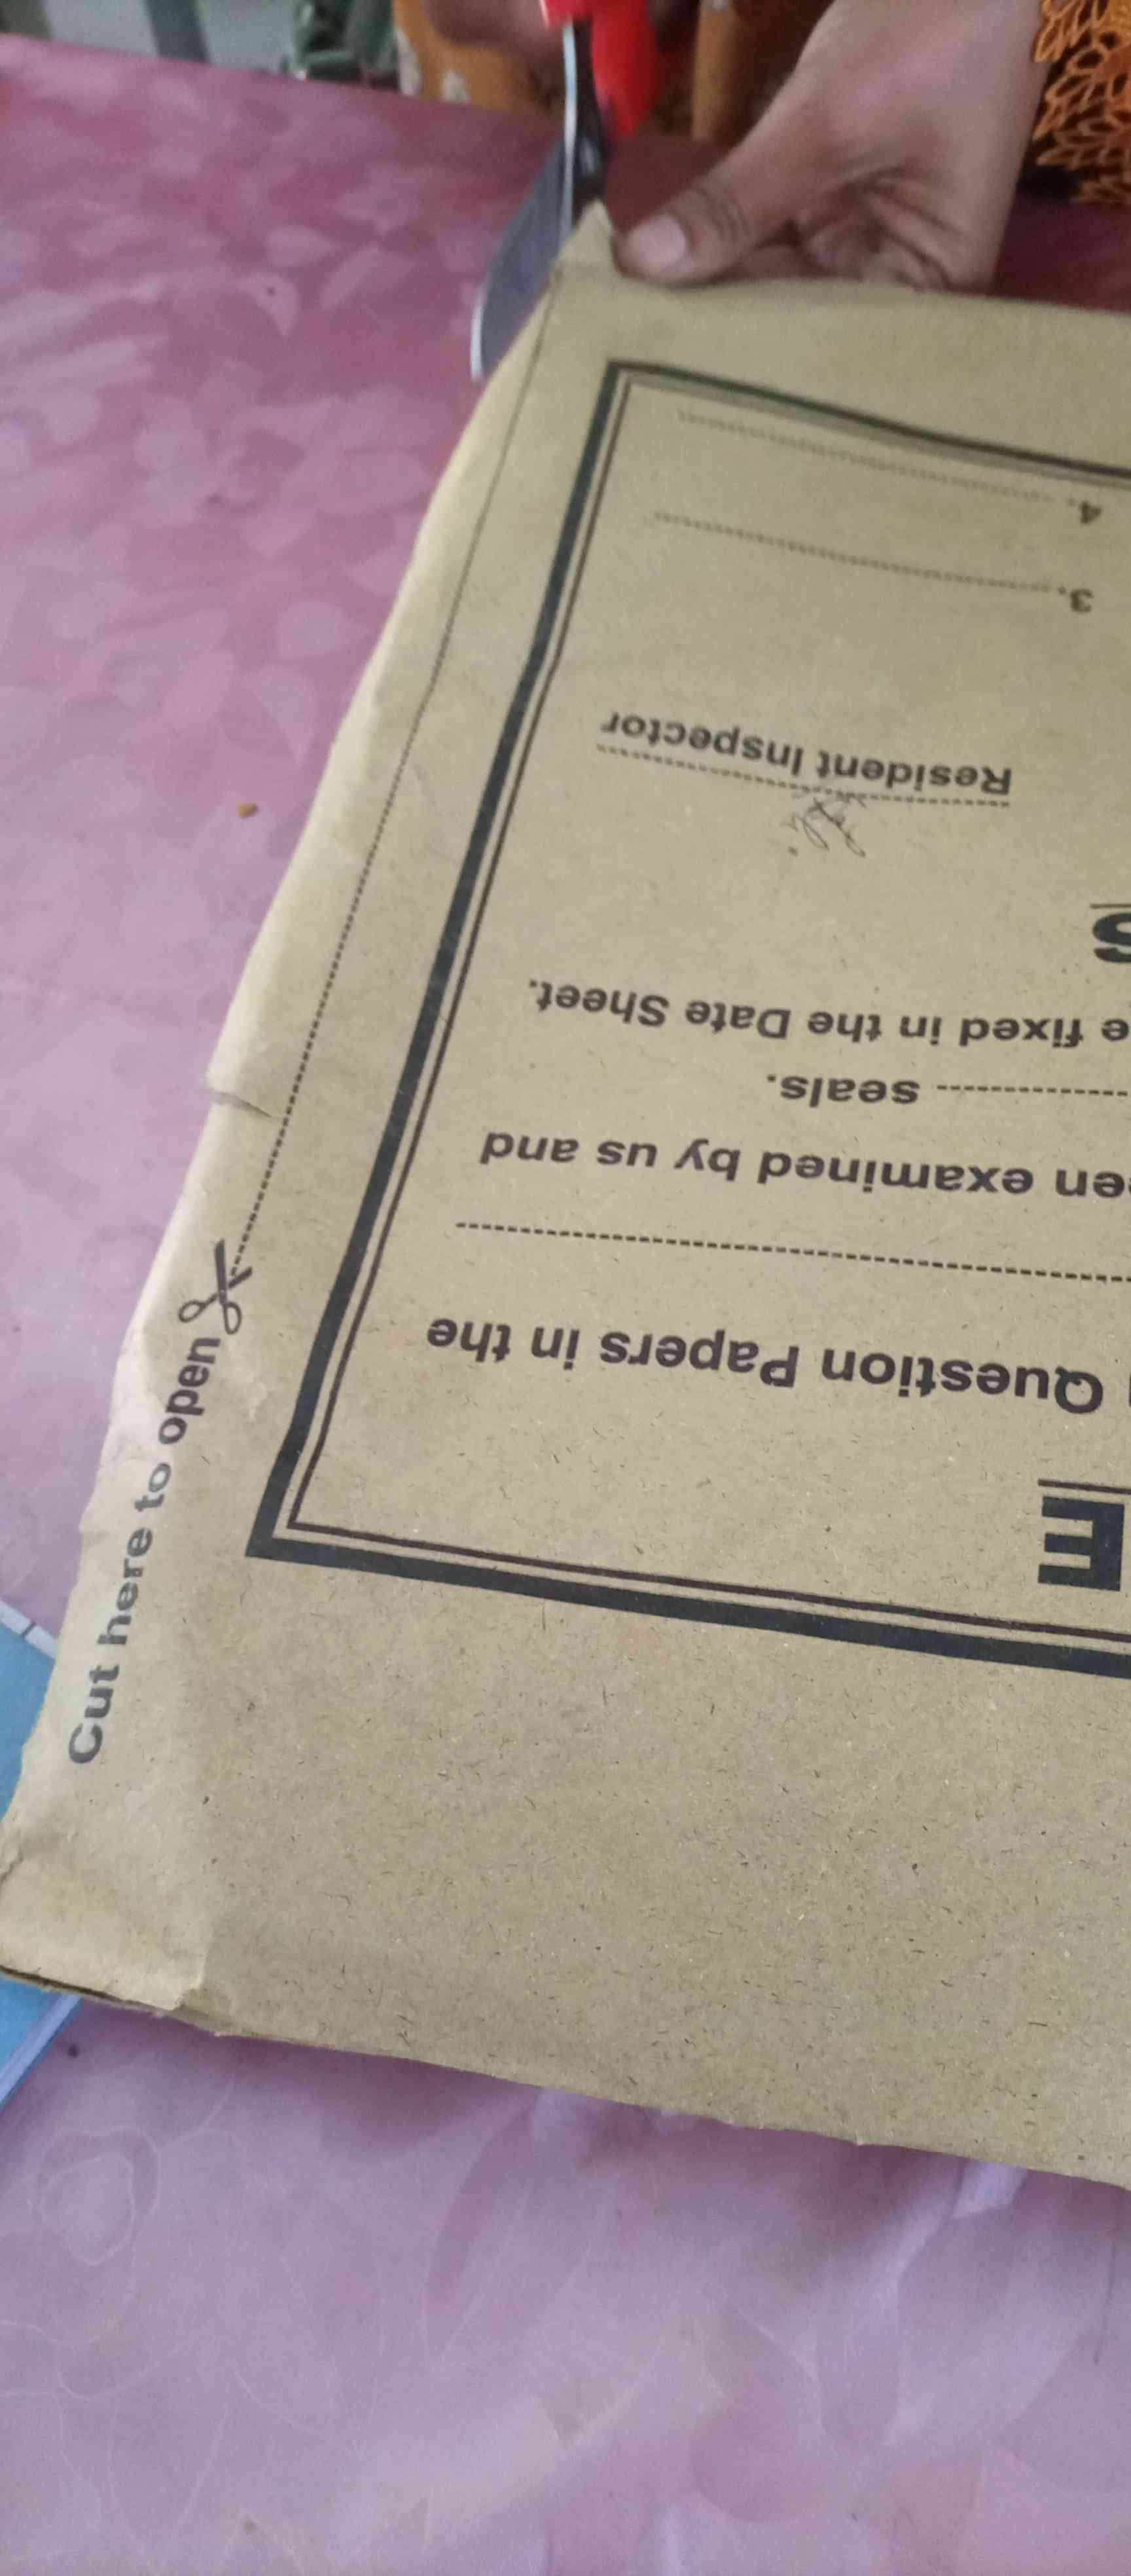 E
Question Papers in the
en examined by us and
seals.
e fixed in the Date Sheet.
S
Resident Inspector
3.
4.
Cut here to open